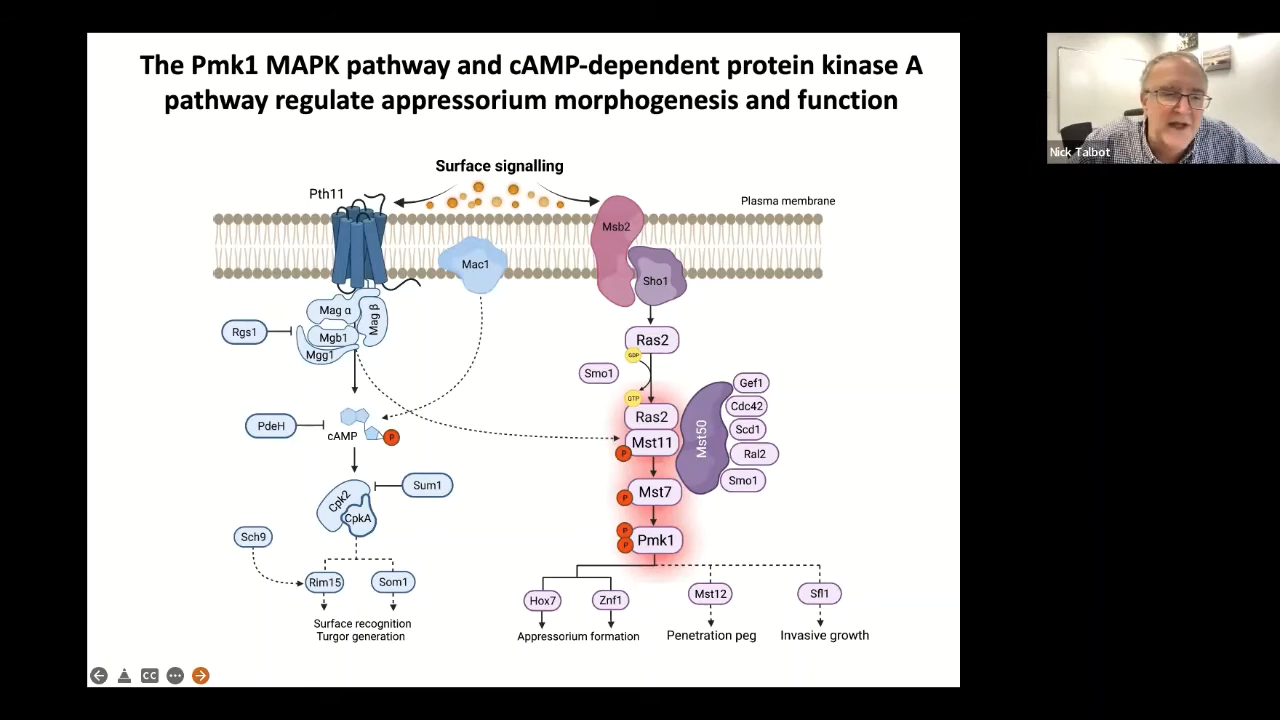 The Pmk1 MAPK pathway and cAMP-dependent protein kinase A
pathway regulate appressorium morphogenesis and function
Nick Talbot
Surface signalling
Pth11
Plasma membrane
Msb2
Mac1
Sho1
Mag α
Mag β
Rgs1
Mgb1
Mgg1
Ras2
GDP
Smo1
GTP
Ras2
Mst11
P
Mst50
Gef1
Cdc42
Scd1
Ral2
Smo1
PdeH
cAMP
P
Mst7
P
Sum1
Cpk2
CpkA
Pmk1
P
P
Sch9
Rim15
Som1
Hox7
Znf1
Mst12
Sfl1
Surface recognition
Turgor generation
Appressorium formation
Penetration peg
Invasive growth
CC